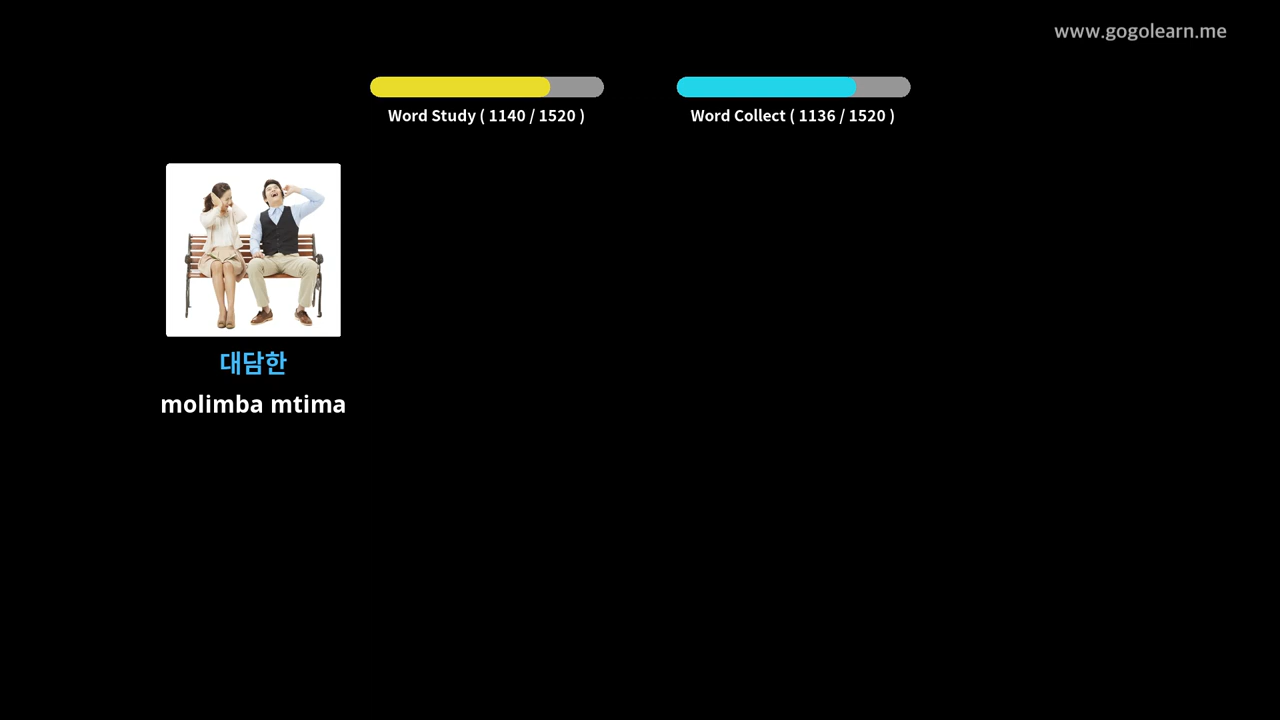 www.gogolearn.me
Word Study ( 1140 / 1520 )
Word Collect ( 1136 / 1520 )
대담한
molimba mtima